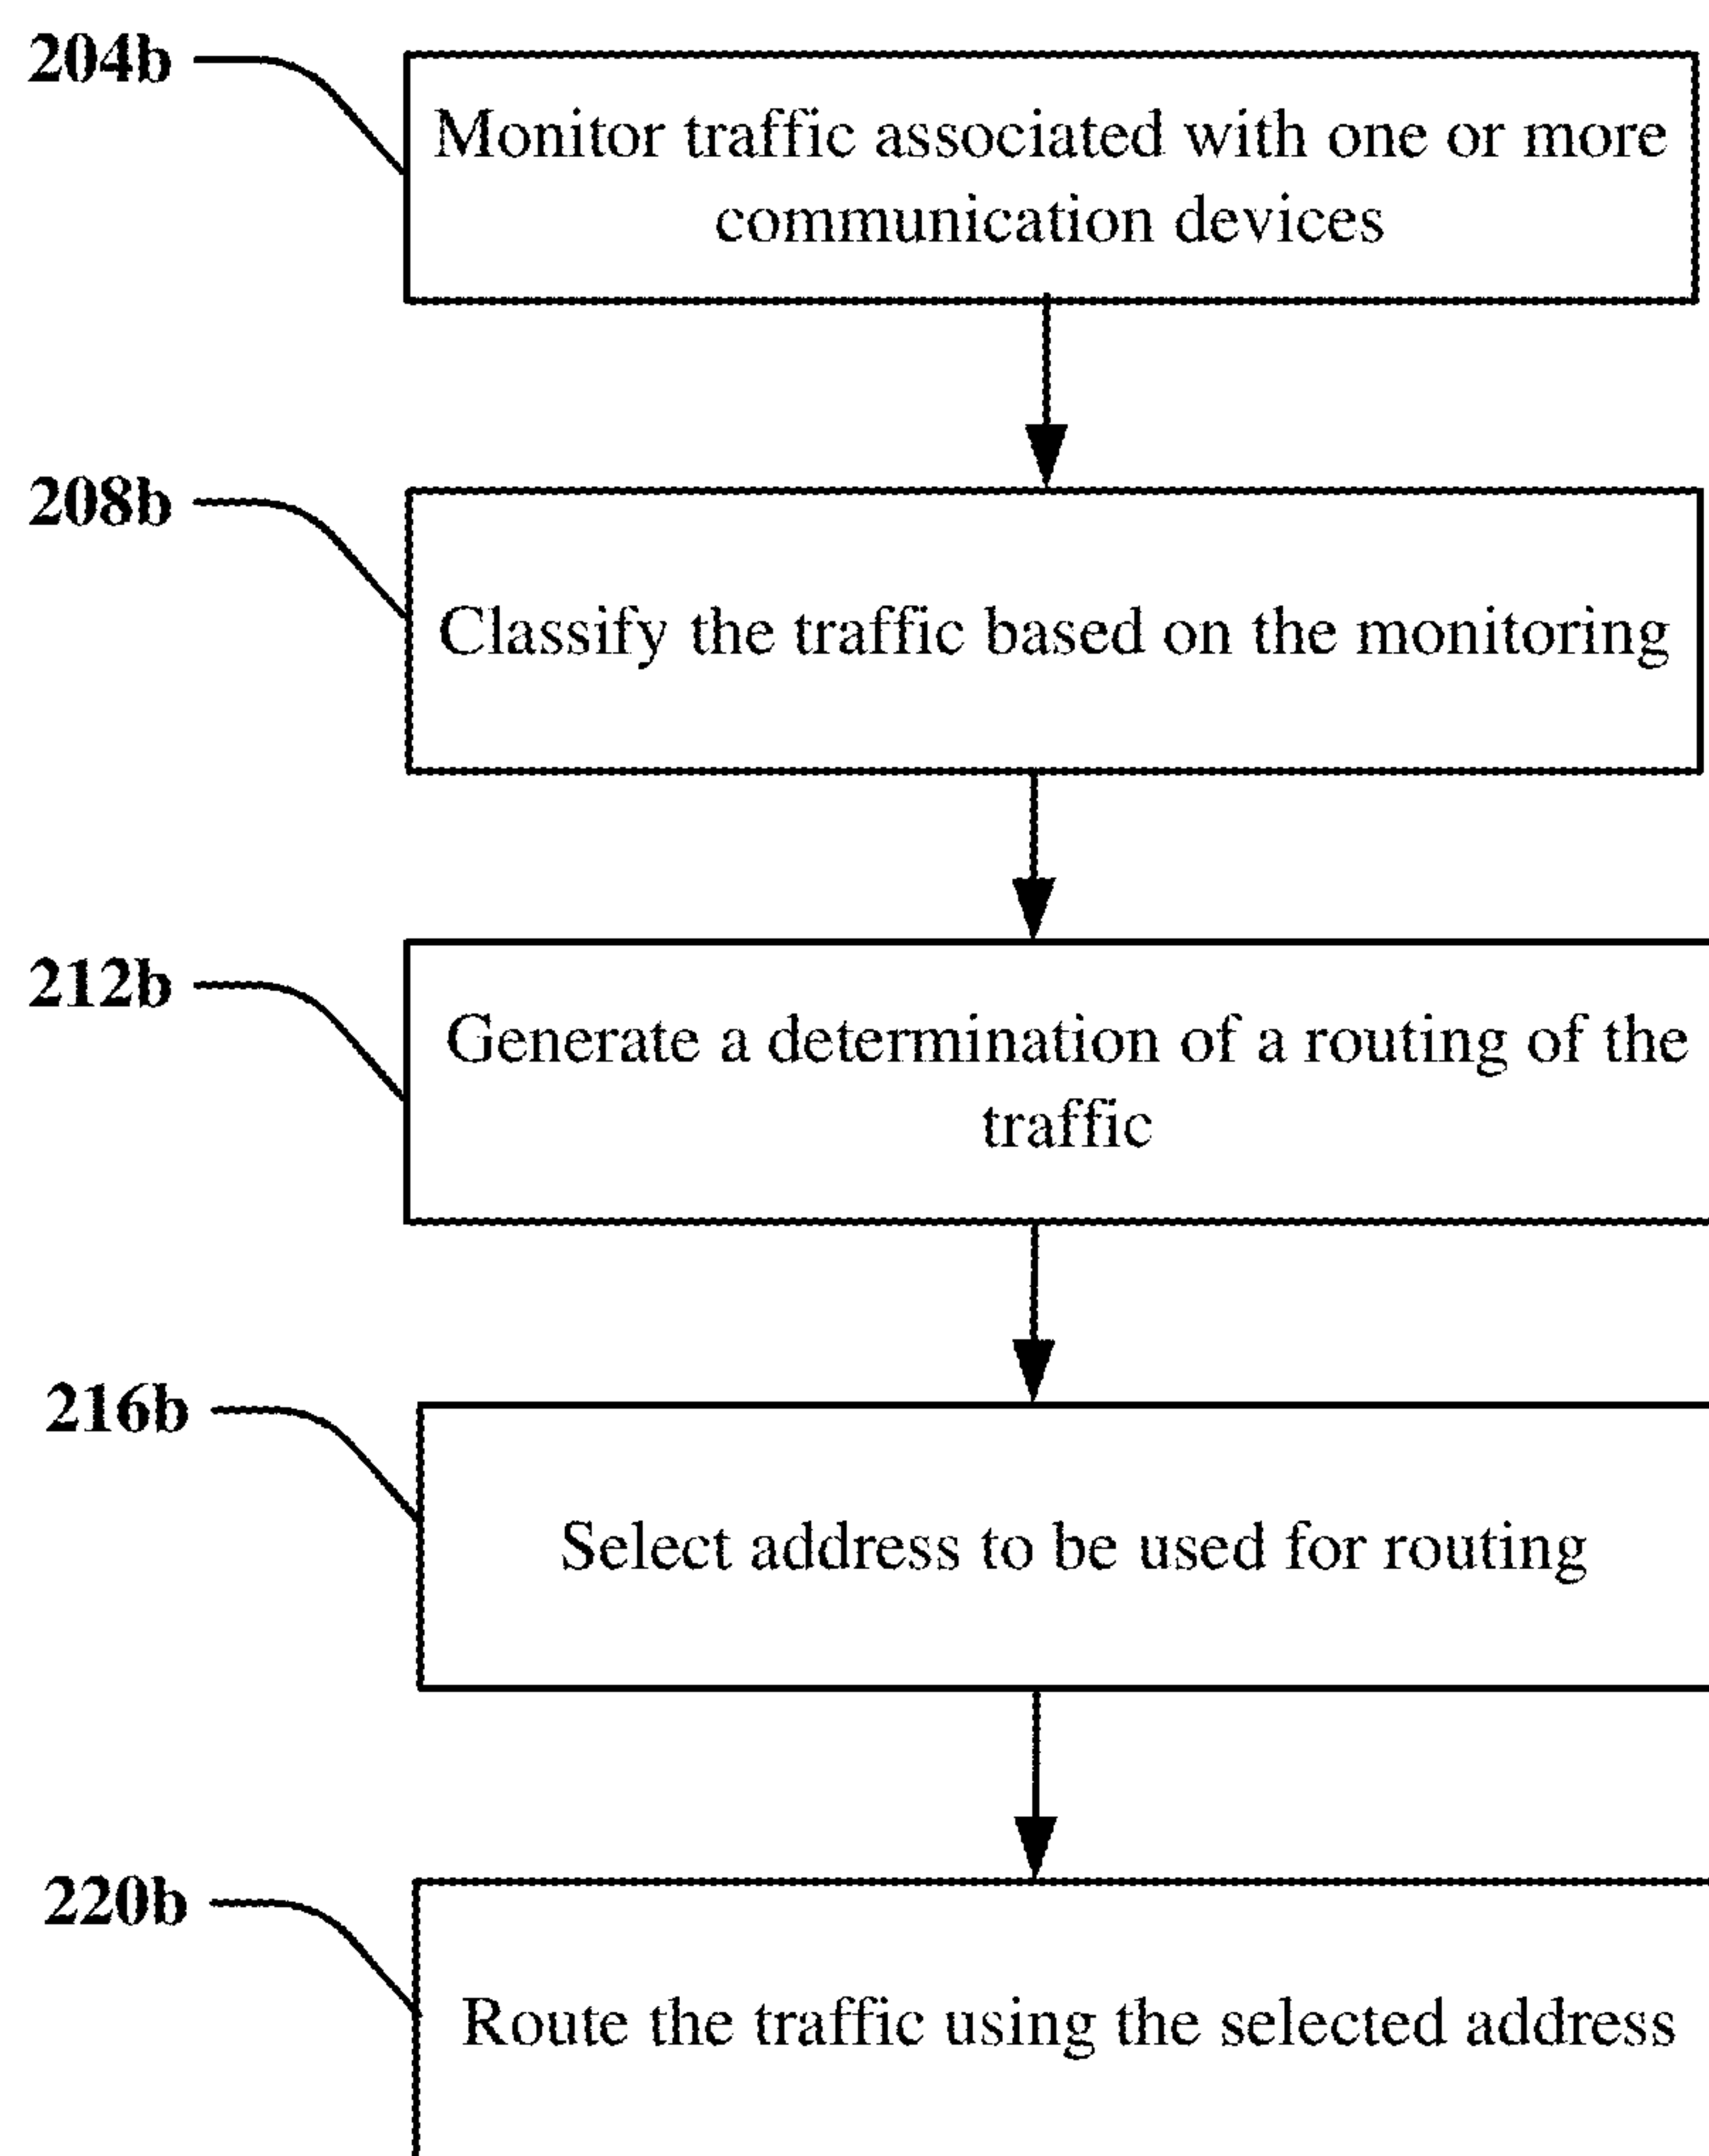 204b
Monitor traffic associated with one or more
communication devices
208b
Classify the traffic based on the monitoring
212b
Generate a determination of a routing of the
traffic
216b
Select address to be used for routing
220b
Route the traffic using the selected address